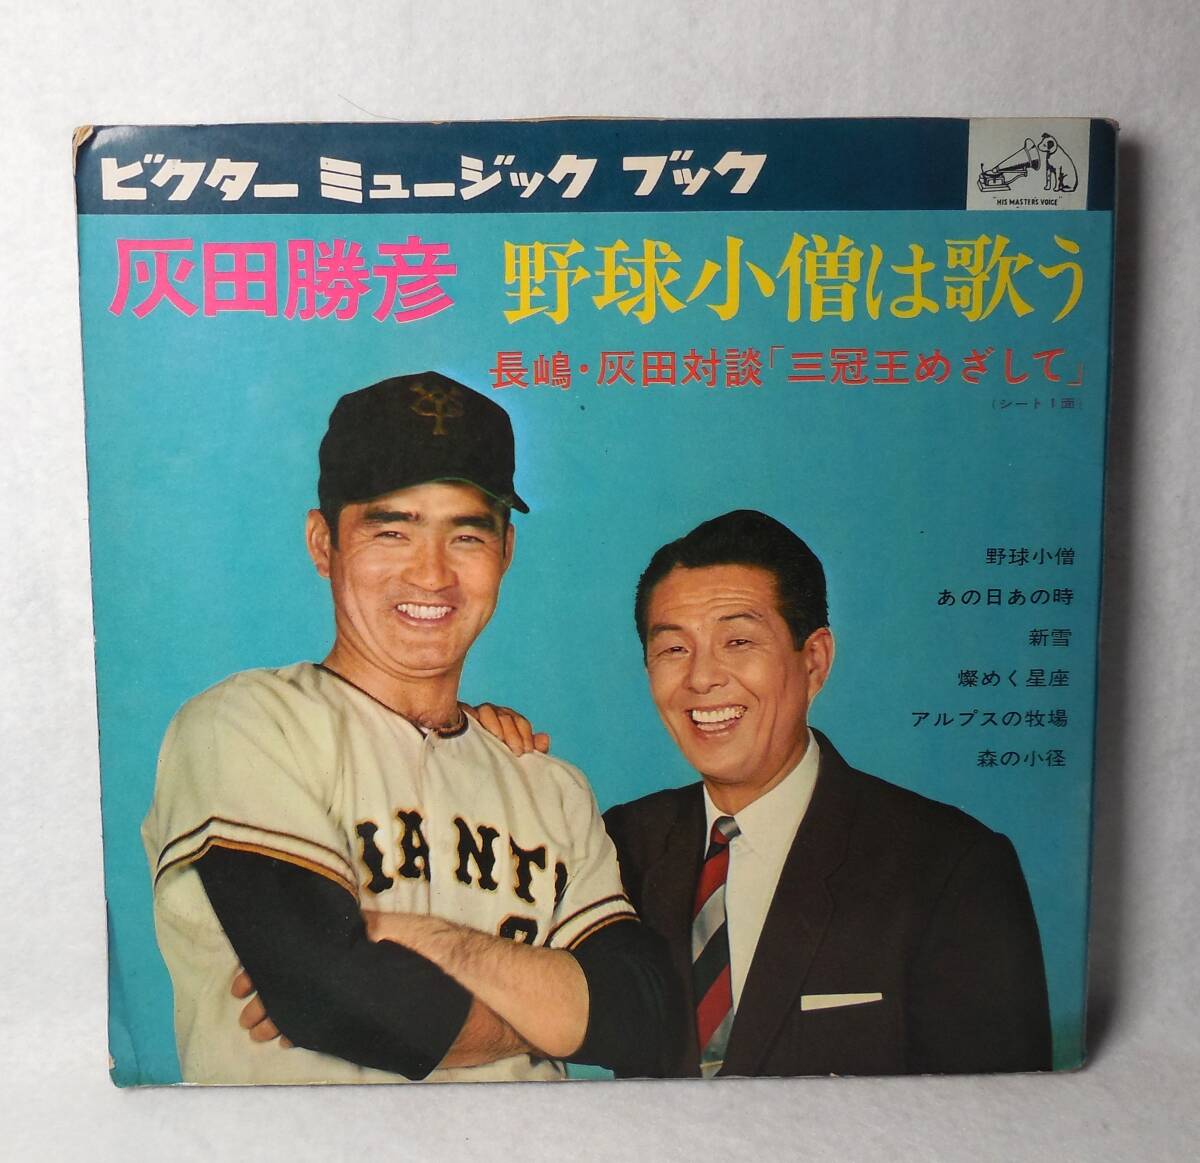 ビクター ミュージック ブック
"HIS MASTER'S VOICE"
灰田勝彦 野球小僧は歌う
長嶋・灰田対談「三冠王めざして」
(シート1面)
野球小僧
あの日あの時
新雪
燦めく星座
アルプスの牧場
森の小径
IANT